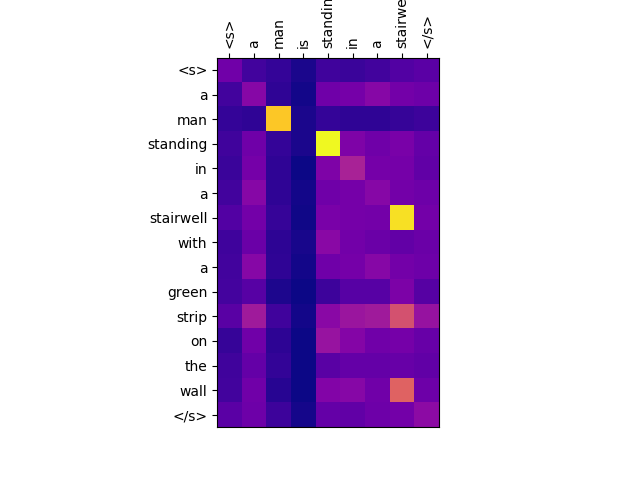 <s> a man is standin in a stairwe </s>
<s>
a
man
standing
in
a
stairwell
with
a
green
strip
on
the
wall
</s>